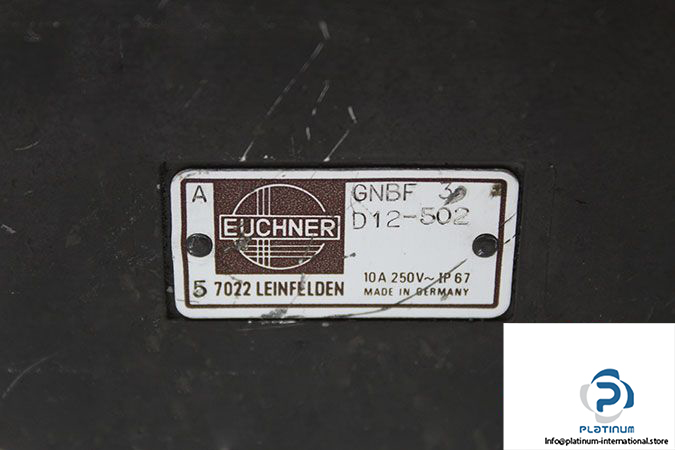 A
EUCHNER
5 7022 LEINFELDEN
GNBF
D12-502
10A 250V~ IP 67
MADE IN GERMANY
PLATINUM
Info@platinum-international.store